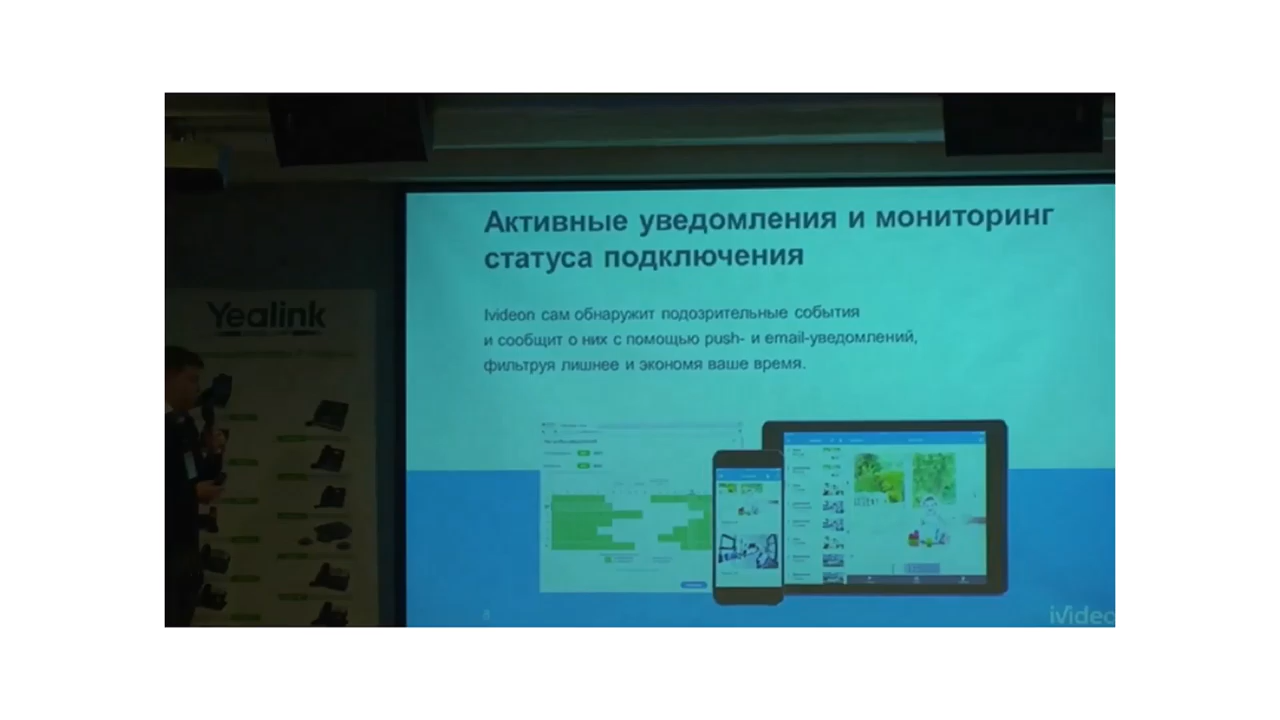 Активные уведомления и мониторинг
статуса подключения
Ivideon сам обнаружит подозрительные события
и сообщит о них с помощью push- и email-уведомлений,
фильтруя лишнее и экономя ваше время.
Yealink
8
iVideo